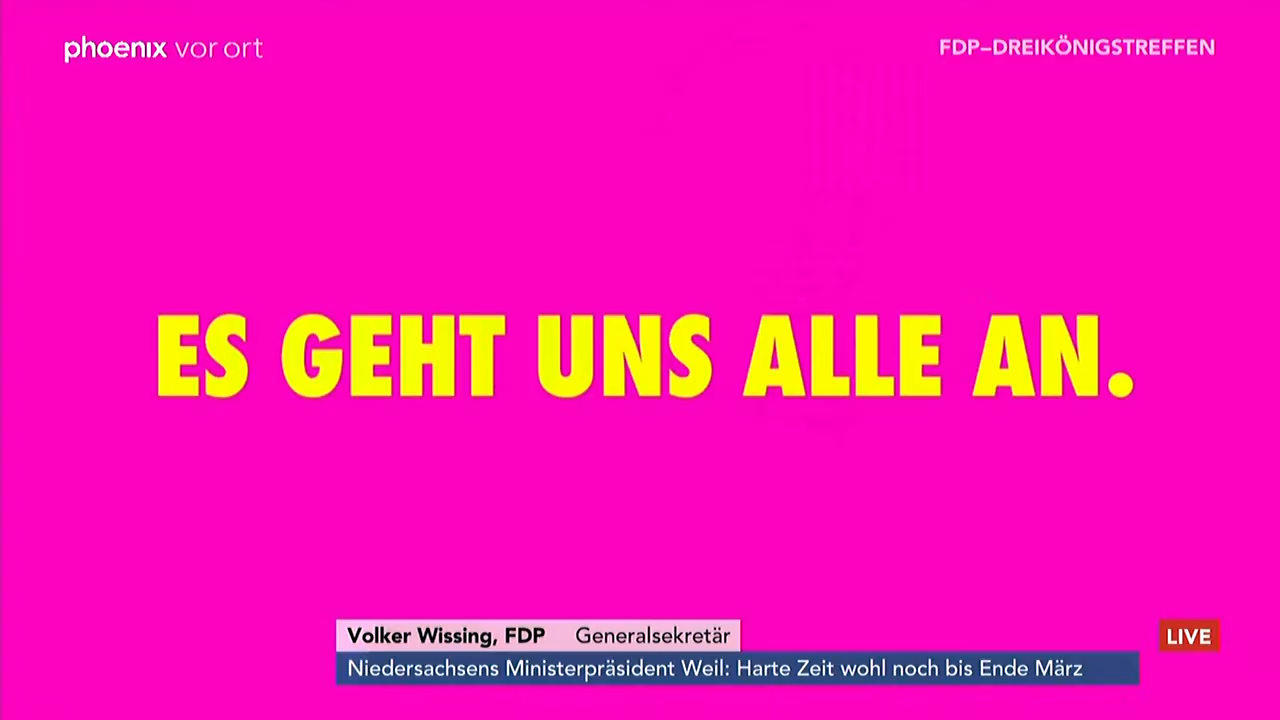 phoenix vor ort
FDP-DREIKÖNIGSTREFFEN
ES GEHT UNS ALLE AN.
Volker Wissing, FDP Generalsekretär
LIVE
Niedersachsens Ministerpräsident Weil: Harte Zeit wohl noch bis Ende März